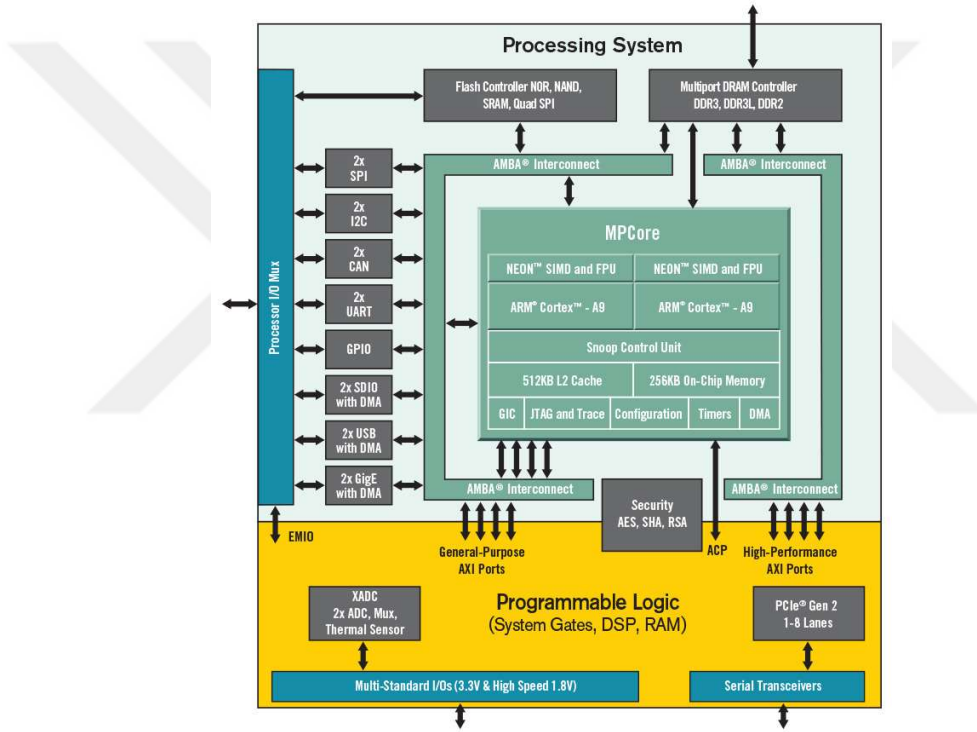 Processing System
Flash Controller NOR, NAND,
SRAM, Quad SPI
Multiport DRAM Controller
DDR3, DDR3L, DDR2
AMBA® Interconnect
AMBA® Interconnect
Processor I/O Mux
2x
SPI
2x
I2C
2x
CAN
2x
UART
GPIO
2x SDIO
with DMA
2x USB
with DMA
2x GigE
with DMA
MPCore
NEON™ SIMD and FPU
NEON™ SIMD and FPU
ARM® Cortex™ - A9
ARM® Cortex™ - A9
Snoop Control Unit
512KB L2 Cache
256KB On-Chip Memory
GIC
JTAG and Trace
Configuration
Timers
DMA
AMBA® Interconnect
AMBA® Interconnect
Security
AES, SHA, RSA
EMIO
General-Purpose
AXI Ports
ACP
High-Performance
AXI Ports
XADC
2x ADC, Mux,
Thermal Sensor
Programmable Logic
(System Gates, DSP, RAM)
PCIe® Gen 2
1-8 Lanes
Multi-Standard I/Os (3.3V & High Speed 1.8V)
Serial Transceivers